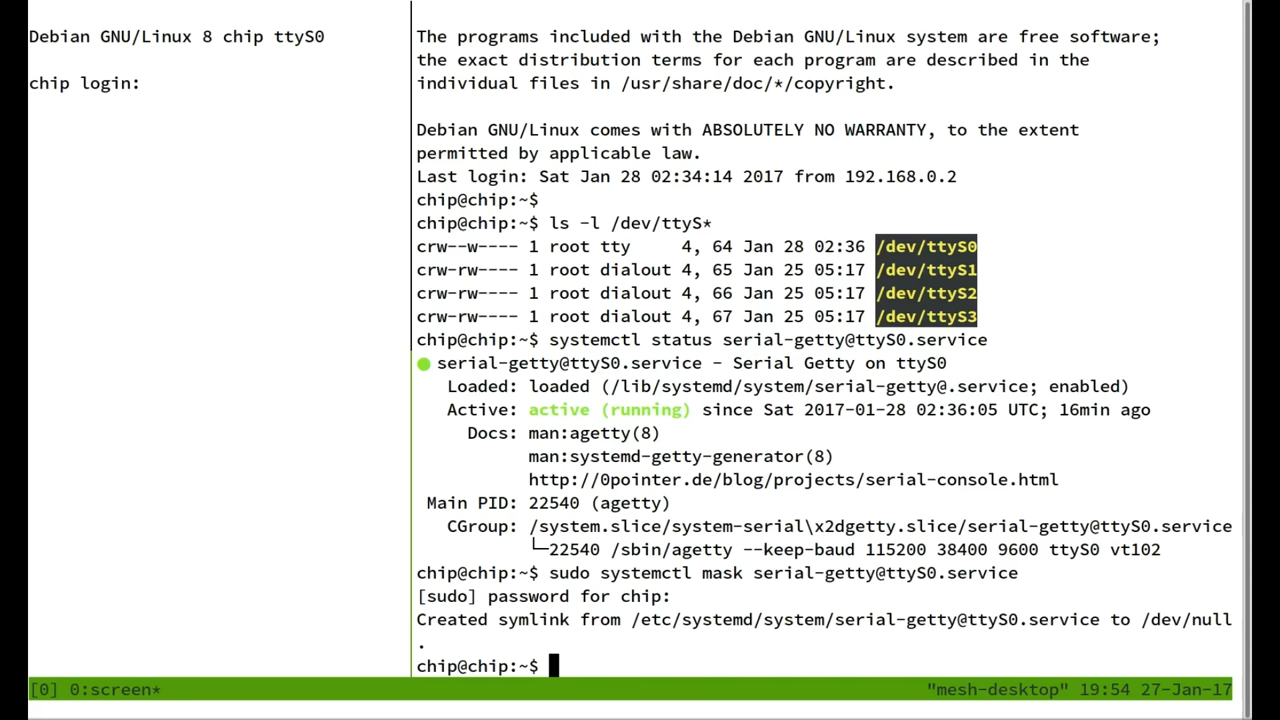 Debian GNU/Linux 8 chip ttyS0
chip login:
The programs included with the Debian GNU/Linux system are free software;
the exact distribution terms for each program are described in the
individual files in /usr/share/doc/*/copyright.
Debian GNU/Linux comes with ABSOLUTELY NO WARRANTY, to the extent
permitted by applicable law.
Last login: Sat Jan 28 02:34:14 2017 from 192.168.0.2
chip@chip:~$
chip@chip:~$ ls -l /dev/ttyS*
crw--w---- 1 root tty     4, 64 Jan 28 02:36 /dev/ttyS0
crw-rw---- 1 root dialout 4, 65 Jan 25 05:17 /dev/ttyS1
crw-rw---- 1 root dialout 4, 66 Jan 25 05:17 /dev/ttyS2
crw-rw---- 1 root dialout 4, 67 Jan 25 05:17 /dev/ttyS3
chip@chip:~$ systemctl status serial-getty@ttyS0.service
● serial-getty@ttyS0.service - Serial Getty on ttyS0
   Loaded: loaded (/lib/systemd/system/serial-getty@.service; enabled)
   Active: active (running) since Sat 2017-01-28 02:36:05 UTC; 16min ago
     Docs: man:agetty(8)
           man:systemd-getty-generator(8)
           http://0pointer.de/blog/projects/serial-console.html
 Main PID: 22540 (agetty)
   CGroup: /system.slice/system-serial\x2dgetty.slice/serial-getty@ttyS0.service
           └─22540 /sbin/agetty --keep-baud 115200 38400 9600 ttyS0 vt102
chip@chip:~$ sudo systemctl mask serial-getty@ttyS0.service
[sudo] password for chip:
Created symlink from /etc/systemd/system/serial-getty@ttyS0.service to /dev/null
.
chip@chip:~$
[0] 0:screen* "mesh-desktop" 19:54 27-Jan-17